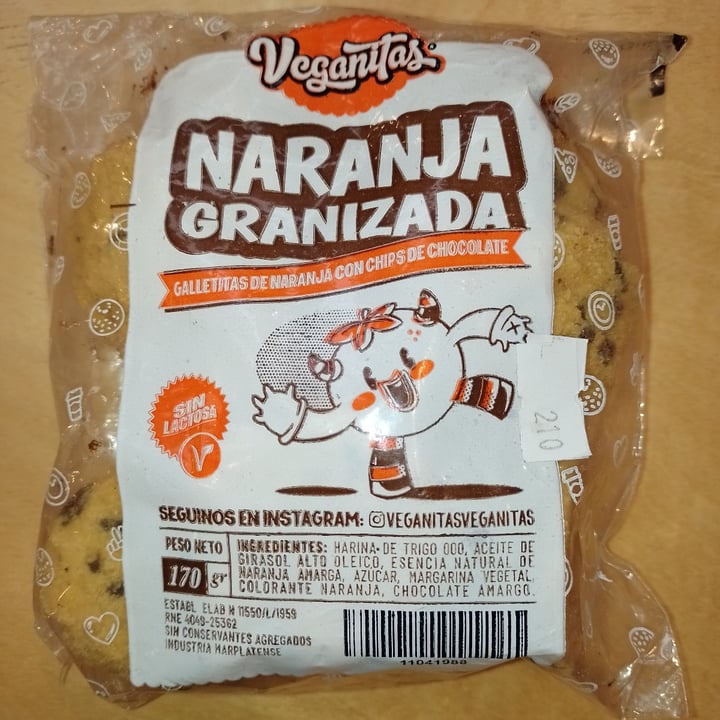 Veganitas
NARANJA
GRANIZADA
GALLETITAS DE NARANJA CON CHIPS DE CHOCOLATE
SIN
LACTOSA
V
210
SEGUINOS EN INSTAGRAM: VEGANITASVEGANITAS
PESO NETO
170 gr
INGREDIENTES: HARINA DE TRIGO 000, ACEITE DE
GIRASOL ALTO OLEICO, ESENCIA NATURAL DE
NARANJA AMARGA, AZUCAR, MARGARINA VEGETAL,
COLORANTE NARANJA, CHOCOLATE AMARGO.
ESTABL ELAB N 11550/L/1959
RNE 4049-25362
SIN CONSERVANTES AGREGADOS
INDUSTRIA MARPLATENSE
11041988